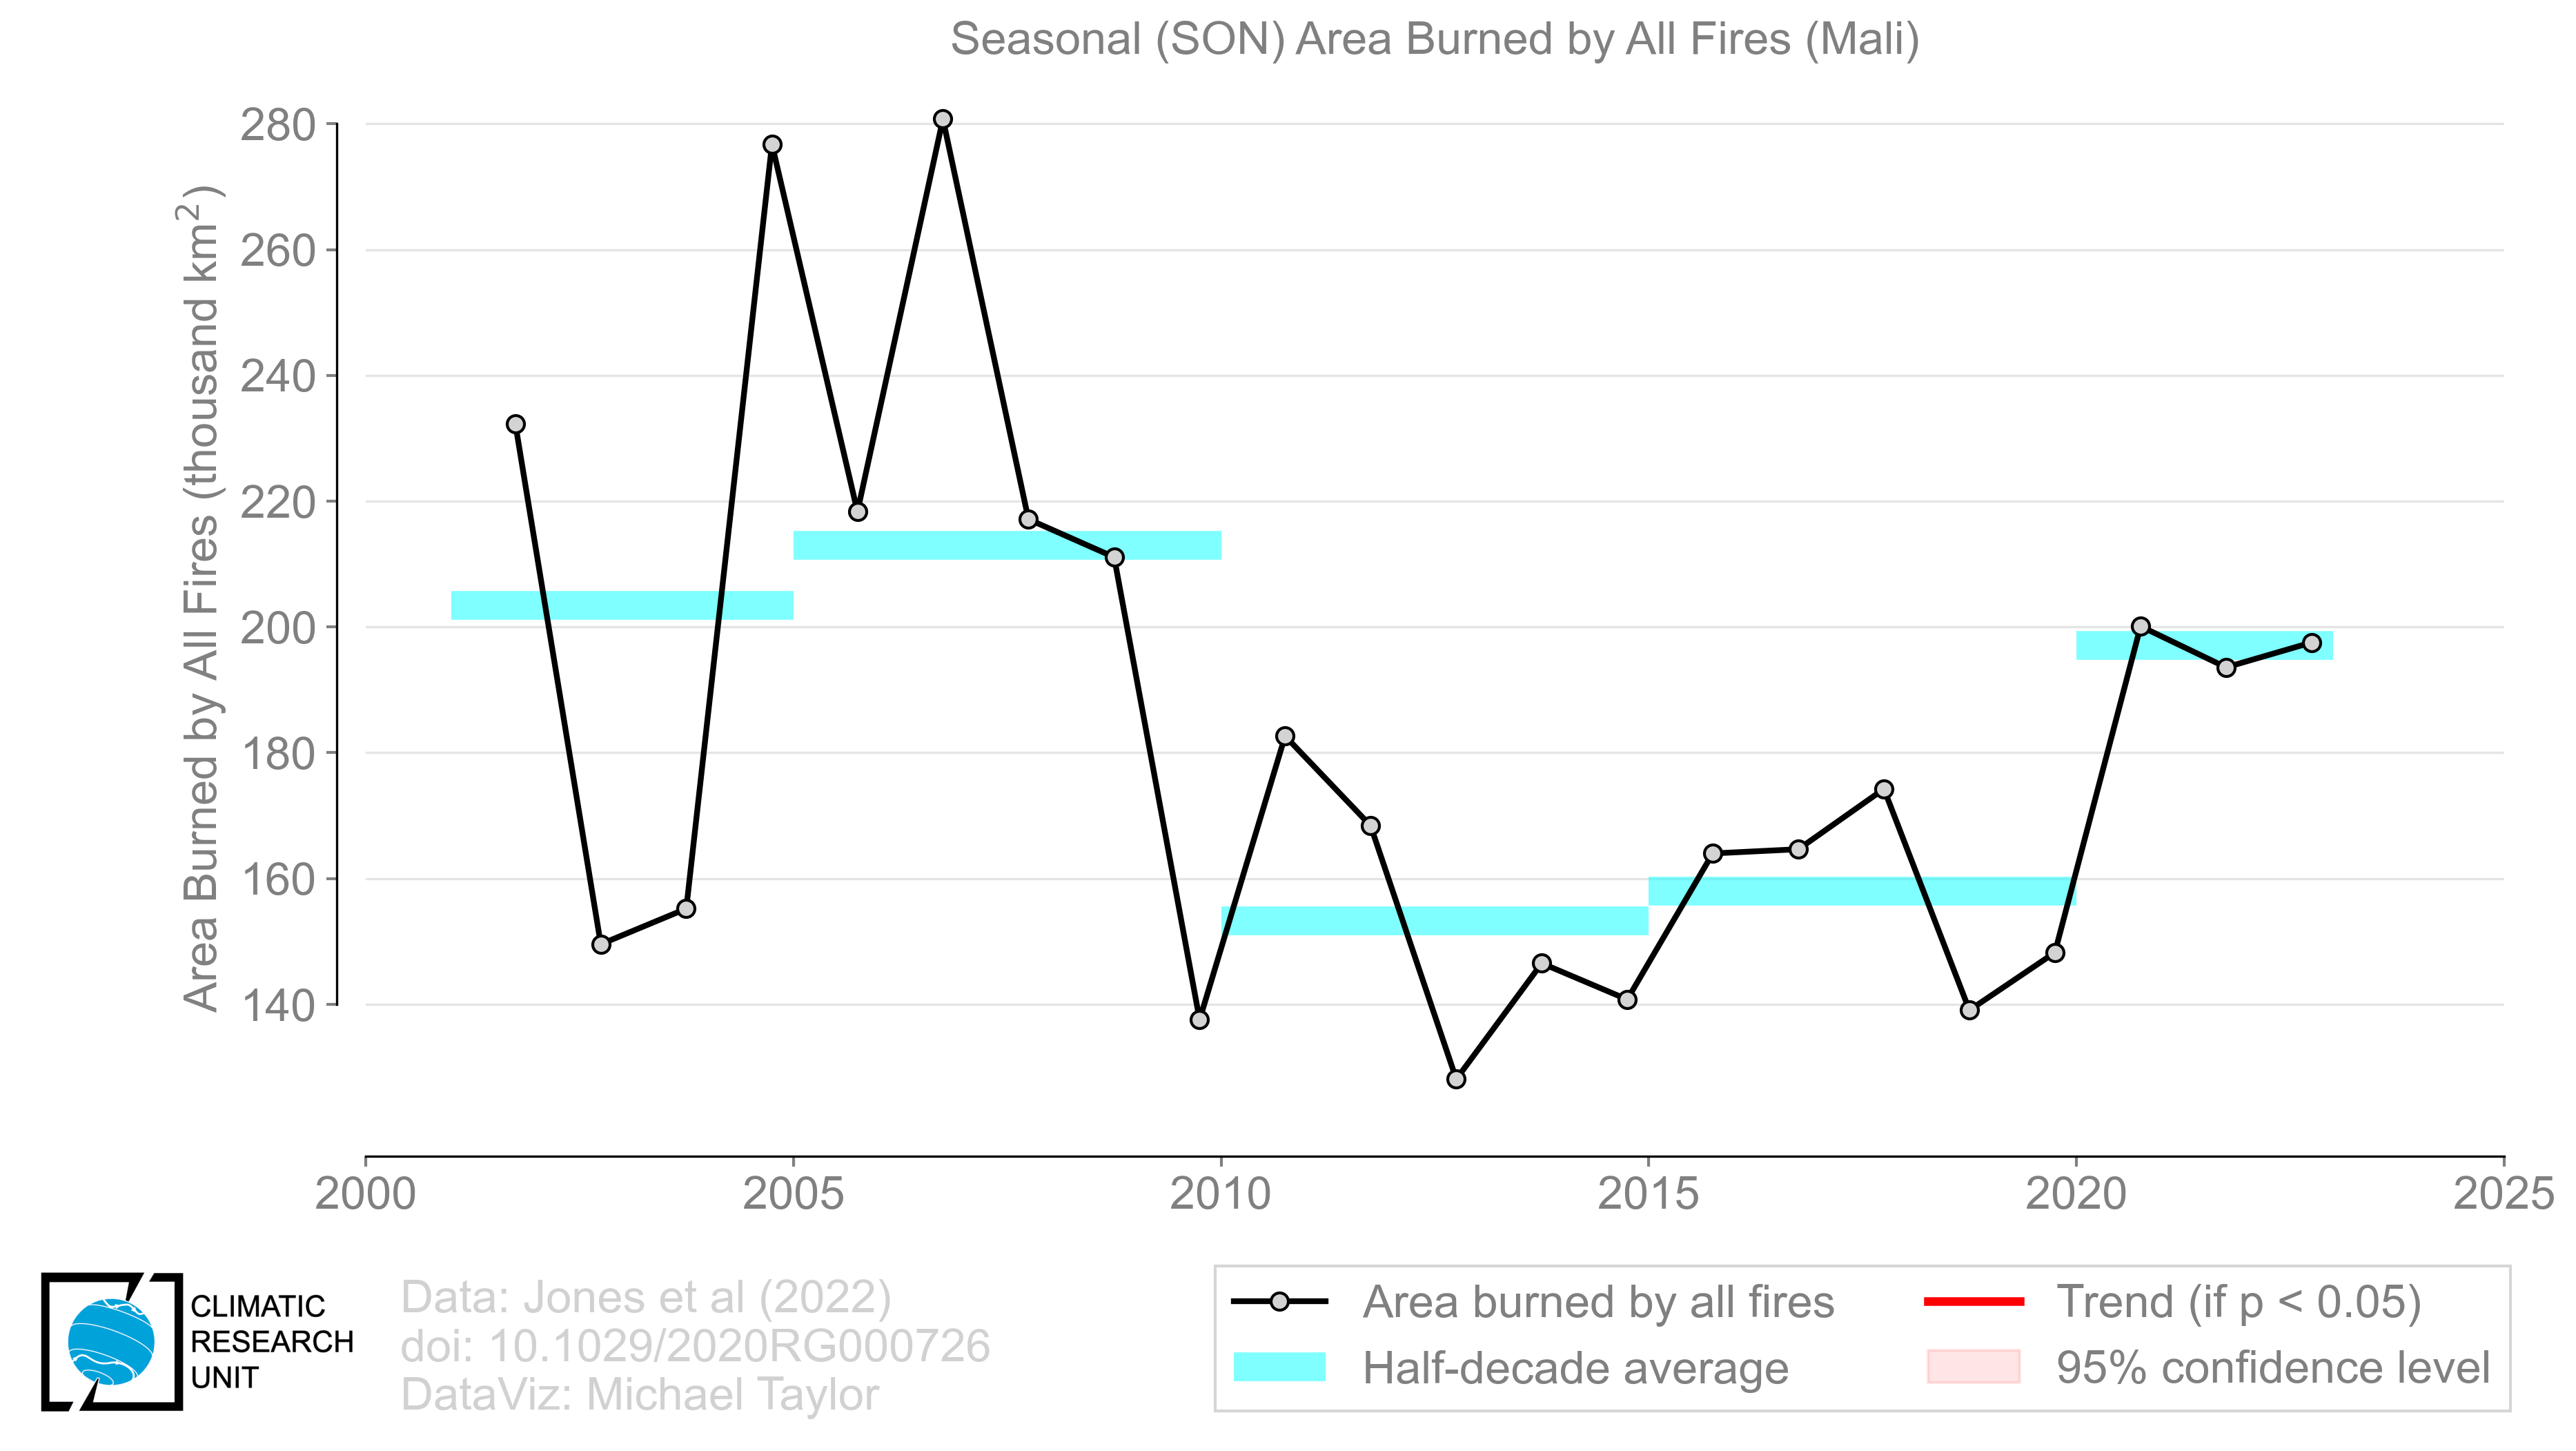 Seasonal (SON) Area Burned by All Fires (Mali)
Area Burned by All Fires (thousand km²)
280
260
240
220
200
180
160
140
2000 2005 2010 2015 2020 2025
CLIMATIC
RESEARCH
UNIT
Data: Jones et al (2022)
doi: 10.1029/2020RG000726
DataViz: Michael Taylor
Area burned by all fires
Half-decade average
Trend (if p < 0.05)
95% confidence level